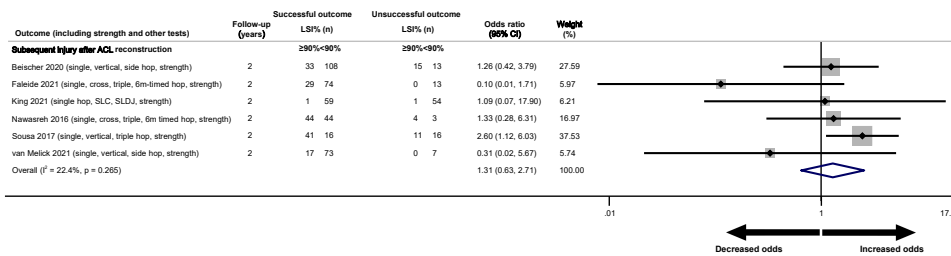 Successful outcome Unsuccessful outcome
Follow-up Odds ratio Weight
Outcome (including strength and other tests) (years) LSI% (n) LSI% (n) (95% CI) (%)
Subsequent Injury after ACL reconstruction ≥90%<90% ≥90%<90%
Beischer 2020 (single, vertical, side hop, strength) 2 33 108 15 13 1.26 (0.42, 3.79) 27.59
Faleide 2021 (single, cross, triple, 6m-timed hop, strength) 2 29 74 0 13 0.10 (0.01, 1.71) 5.97
King 2021 (single hop, SLC, SLDJ, strength) 2 1 59 1 54 1.09 (0.07, 17.90) 6.21
Nawasreh 2016 (single, cross, triple, 6m timed hop, strength) 2 44 44 4 3 1.33 (0.28, 6.31) 16.97
Sousa 2017 (single, vertical, triple hop, strength) 2 41 16 11 16 2.60 (1.12, 6.03) 37.53
van Melick 2021 (single, vertical, side hop, strength) 2 17 73 0 7 0.31 (0.02, 5.67) 5.74
Overall (I² = 22.4%, p = 0.265) 1.31 (0.63, 2.71) 100.00
.01 1 17.
Decreased odds Increased odds